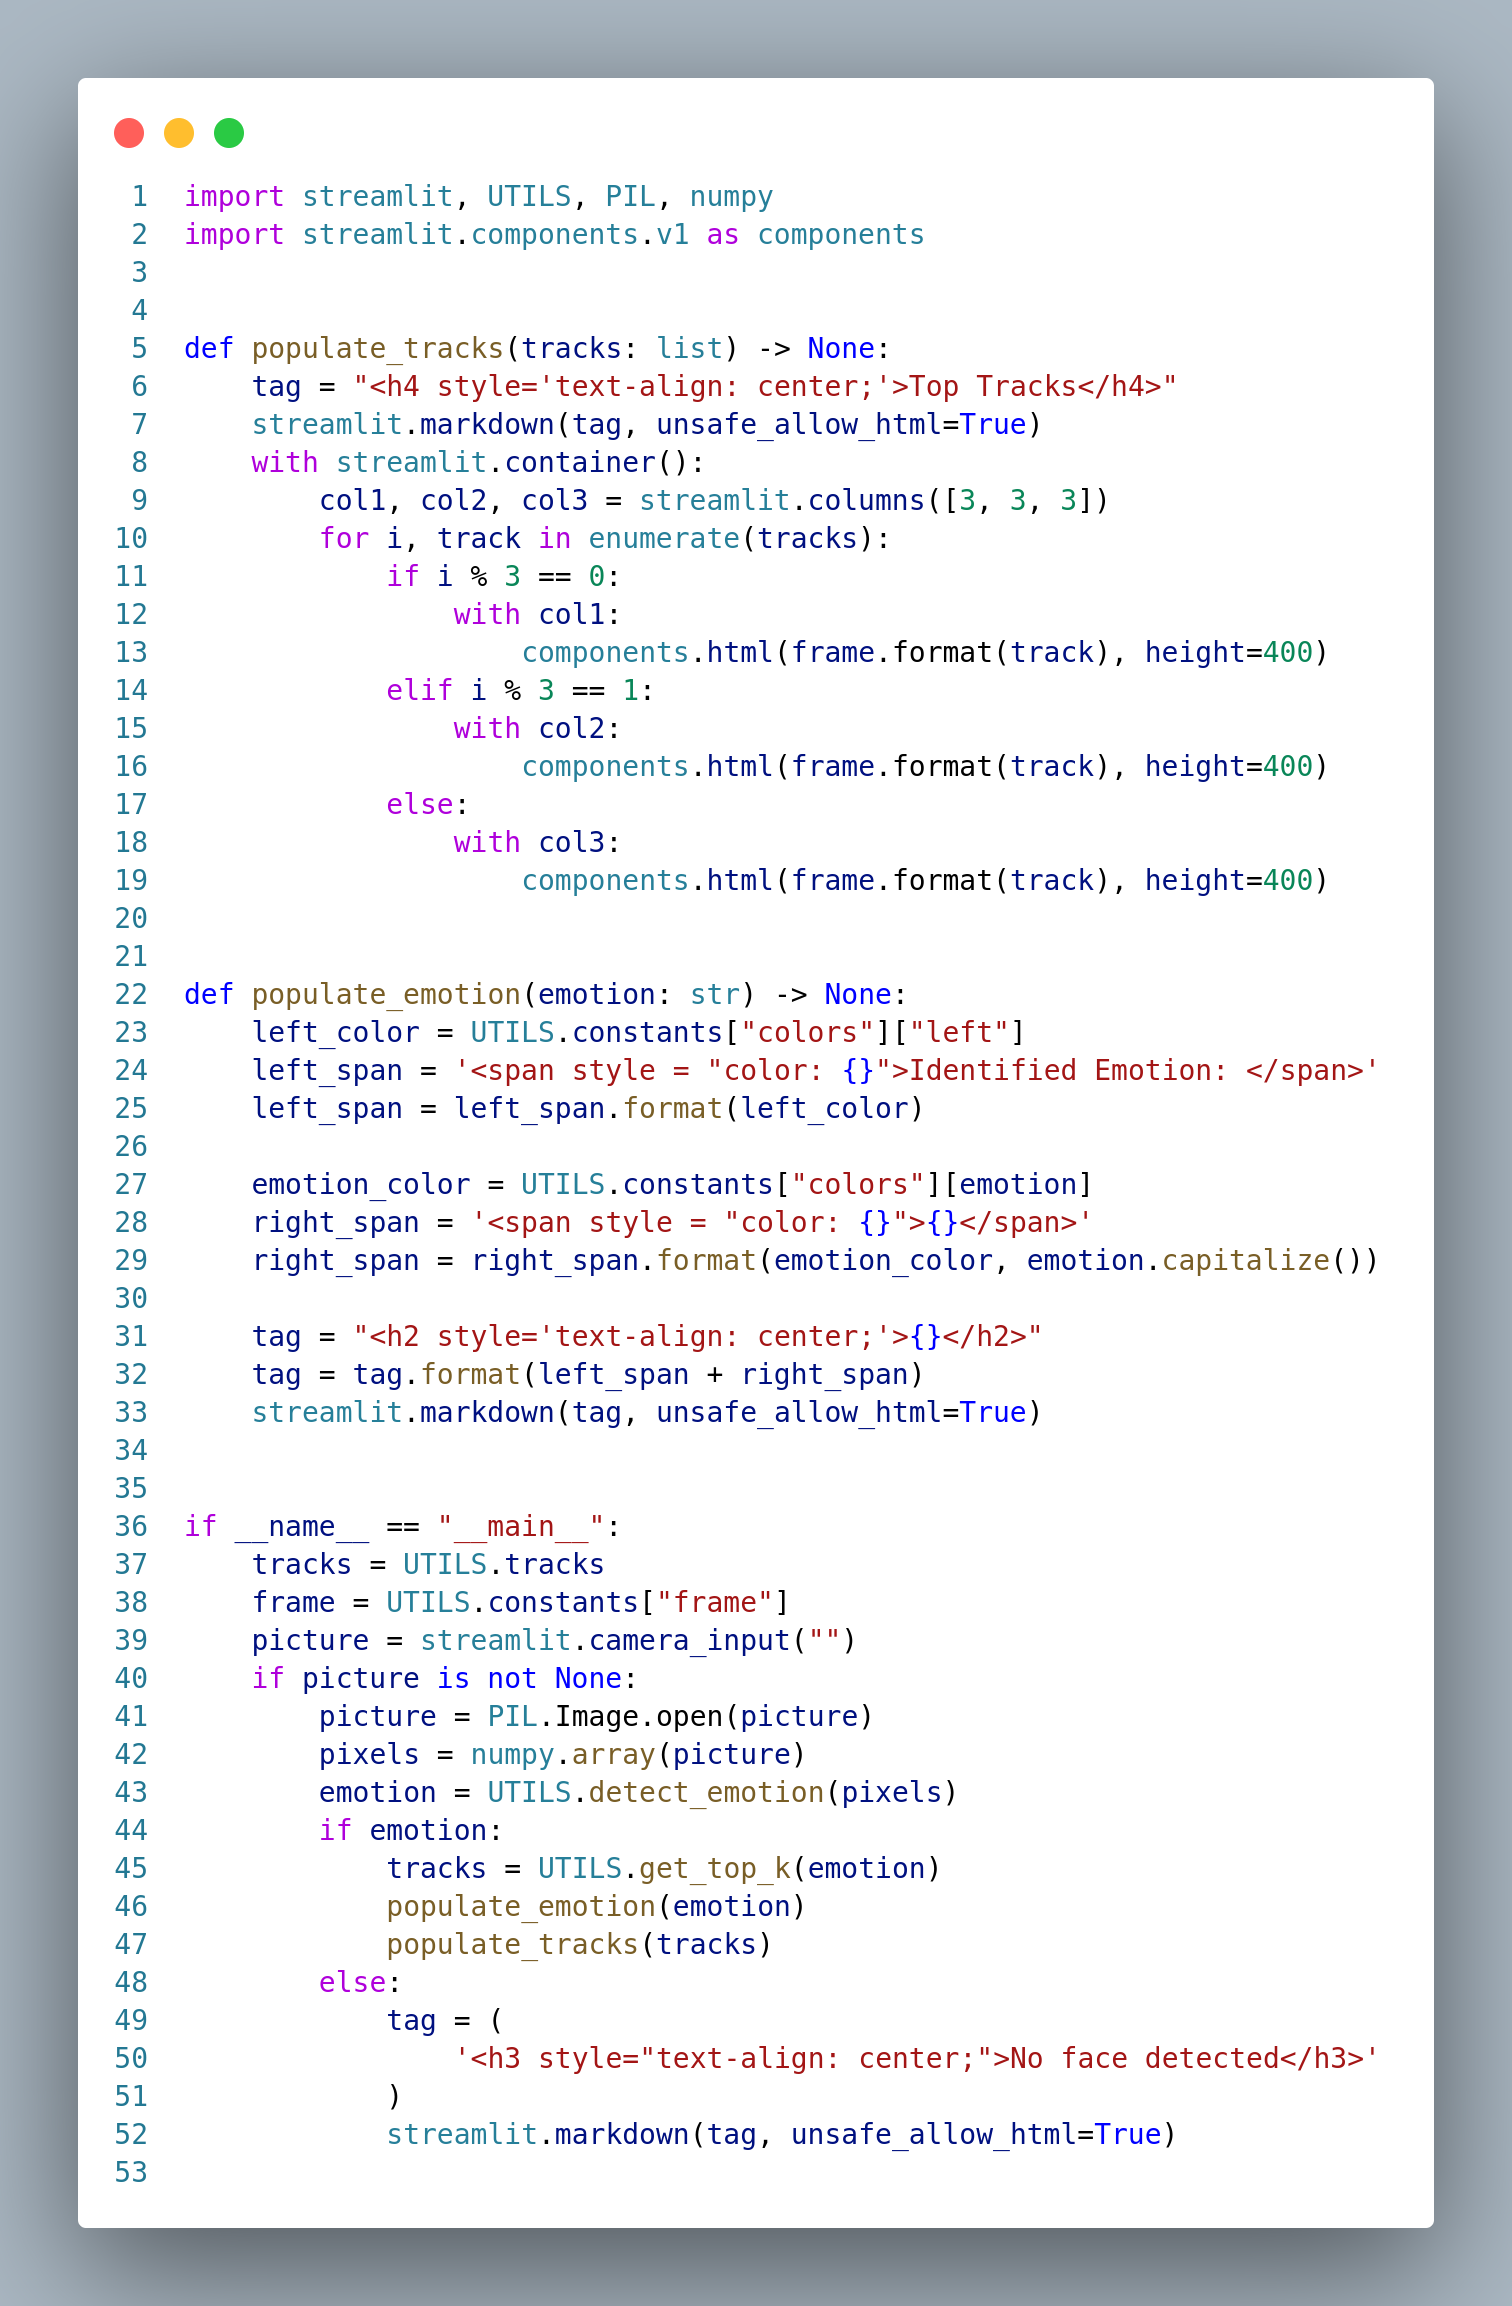 1 import streamlit, UTILS, PIL, numpy
2 import streamlit.components.v1 as components
3
4
5 def populate_tracks(tracks: list) -> None:
6     tag = "<h4 style='text-align: center;'>Top Tracks</h4>"
7     streamlit.markdown(tag, unsafe_allow_html=True)
8     with streamlit.container():
9         col1, col2, col3 = streamlit.columns([3, 3, 3])
10         for i, track in enumerate(tracks):
11             if i % 3 == 0:
12                 with col1:
13                     components.html(frame.format(track), height=400)
14             elif i % 3 == 1:
15                 with col2:
16                     components.html(frame.format(track), height=400)
17             else:
18                 with col3:
19                     components.html(frame.format(track), height=400)
20
21
22 def populate_emotion(emotion: str) -> None:
23     left_color = UTILS.constants["colors"]["left"]
24     left_span = '<span style = "color: {}">Identified Emotion: </span>'
25     left_span = left_span.format(left_color)
26
27     emotion_color = UTILS.constants["colors"][emotion]
28     right_span = '<span style = "color: {}">{}</span>'
29     right_span = right_span.format(emotion_color, emotion.capitalize())
30
31     tag = "<h2 style='text-align: center;'>{}</h2>"
32     tag = tag.format(left_span + right_span)
33     streamlit.markdown(tag, unsafe_allow_html=True)
34
35
36 if __name__ == "__main__":
37     tracks = UTILS.tracks
38     frame = UTILS.constants["frame"]
39     picture = streamlit.camera_input("")
40     if picture is not None:
41         picture = PIL.Image.open(picture)
42         pixels = numpy.array(picture)
43         emotion = UTILS.detect_emotion(pixels)
44         if emotion:
45             tracks = UTILS.get_top_k(emotion)
46             populate_emotion(emotion)
47             populate_tracks(tracks)
48         else:
49             tag = (
50                 '<h3 style="text-align: center;">No face detected</h3>'
51             )
52             streamlit.markdown(tag, unsafe_allow_html=True)
53